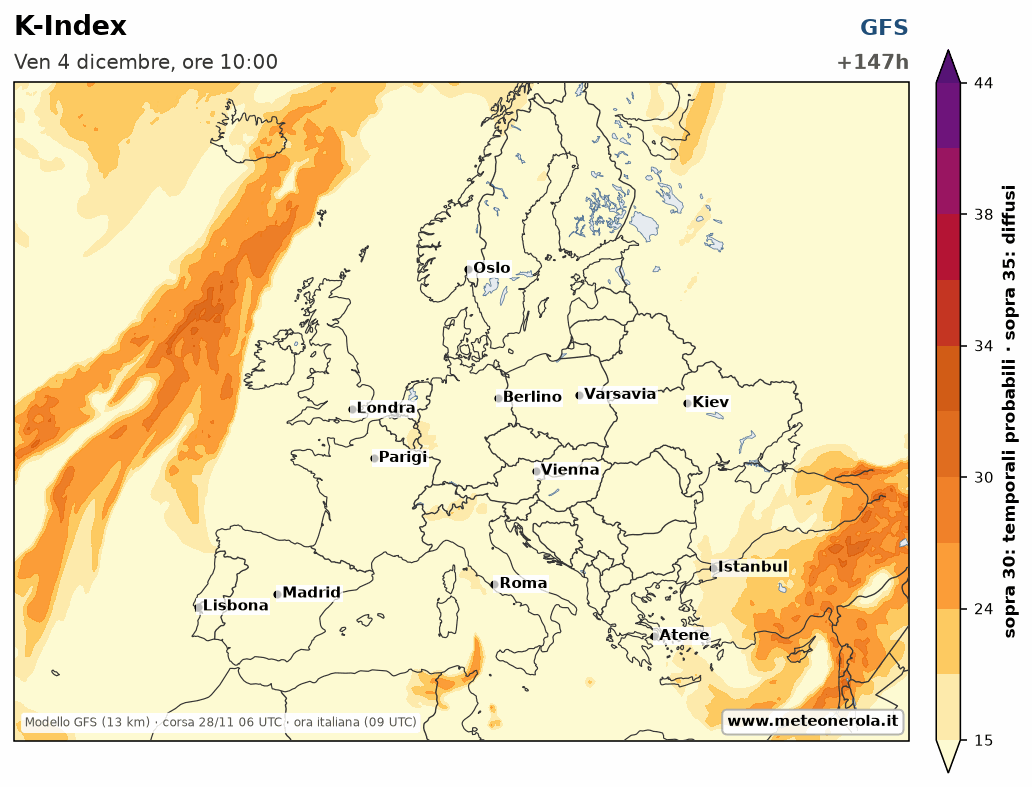 K-Index
GFS
Ven 4 dicembre, ore 10:00
+147h
44
38
34
30
24
15
sopra 30: temporali probabili · sopra 35: diffusi
Oslo
Londra
Berlino
Varsavia
Kiev
Parigi
Vienna
Istanbul
Roma
Madrid
Lisbona
Atene
Modello GFS (13 km) · corsa 28/11 06 UTC · ora italiana (09 UTC)
www.meteonerola.it